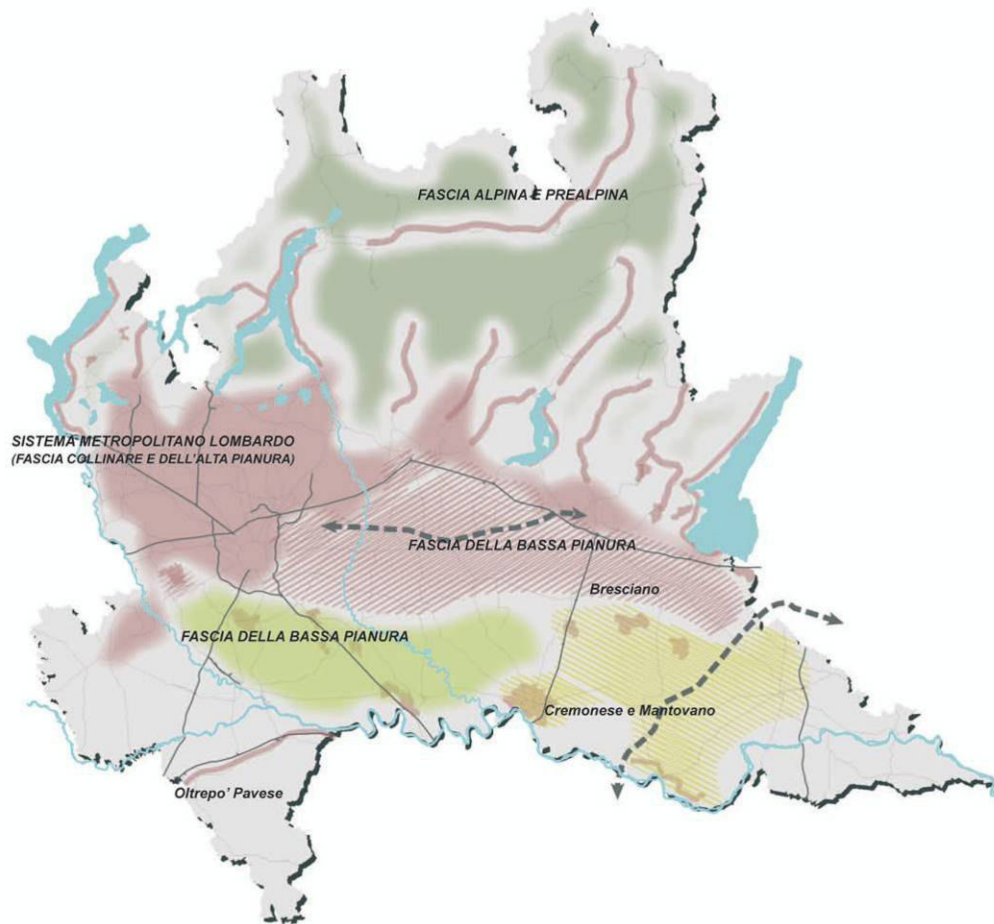 FASCIA ALPINA E PREALPINA
SISTEMA METROPOLITANO LOMBARDO
(FASCIA COLLINARE E DELL'ALTA PIANURA)
FASCIA DELLA BASSA PIANURA
Bresciano
FASCIA DELLA BASSA PIANURA
Cremonese e Mantovano
Oltrepo' Pavese